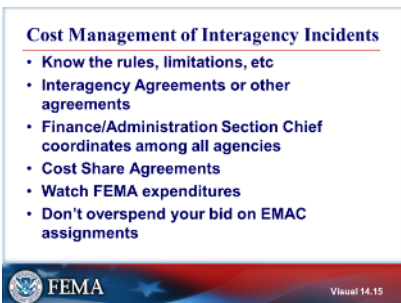 Cost Management of Interagency Incidents
• Know the rules, limitations, etc
• Interagency Agreements or other
agreements
• Finance/Administration Section Chief
coordinates among all agencies
• Cost Share Agreements
• Watch FEMA expenditures
• Don't overspend your bid on EMAC
assignments
FEMA
Visual 14.15